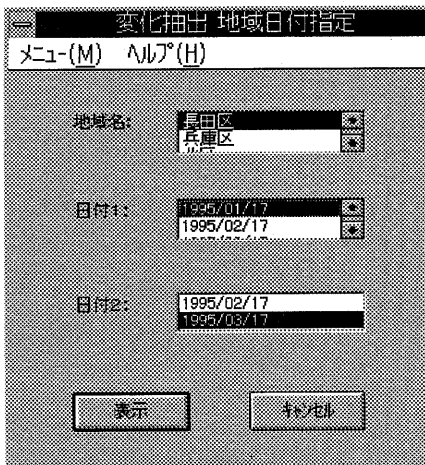 変化抽出 地域日付指定
メニュー(M) ヘルプ(H)
地域名:
長田区
兵庫区
日付1:
1995/01/17
1995/02/17
日付2:
1995/02/17
1995/03/17
表示
キャンセル